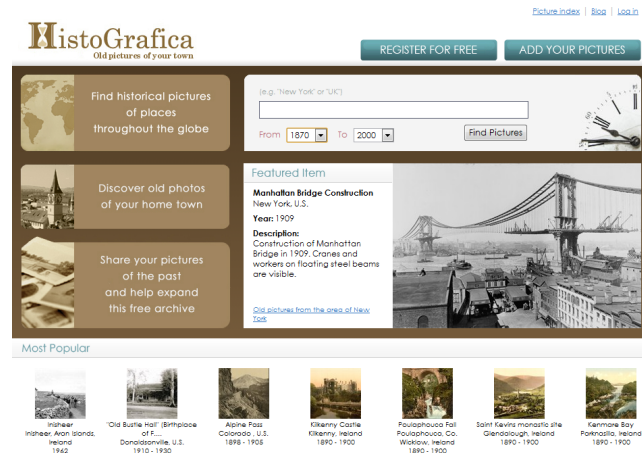 Picture index | Blog | Log in
HistoGrafica
Old pictures of your town
REGISTER FOR FREE
ADD YOUR PICTURES
Find historical pictures
of places
throughout the globe
(e.g. 'New York' or 'UK')
From 1870 To 2000 Find Pictures
Discover old photos
of your home town
Share your pictures
of the past
and help expand
this free archive
Featured Item
Manhattan Bridge Construction
New York, U.S.
Year: 1909
Description:
Construction of Manhattan
Bridge in 1909. Cranes and
workers on floating steel beams
are visible.
Old pictures from the area of New
York
Most Popular
Inisheer
Inisheer, Aran Islands,
Ireland
1962
"Old Bustle Hall" (Birthplace
of F....
Donaldsonville, U.S.
1910 - 1930
Alpine Pass
Colorado , U.S.
1898 - 1905
Kilkenny Castle
Kilkenny, Ireland
1890 - 1900
Poulaphouca Fall
Poulaphouca, Co.
Wicklow, Ireland
1890 - 1900
Saint Kevins monastic site
Glendalough, Ireland
1890 - 1900
Kenmare Bay
Parknasilla, Ireland
1890 - 1900